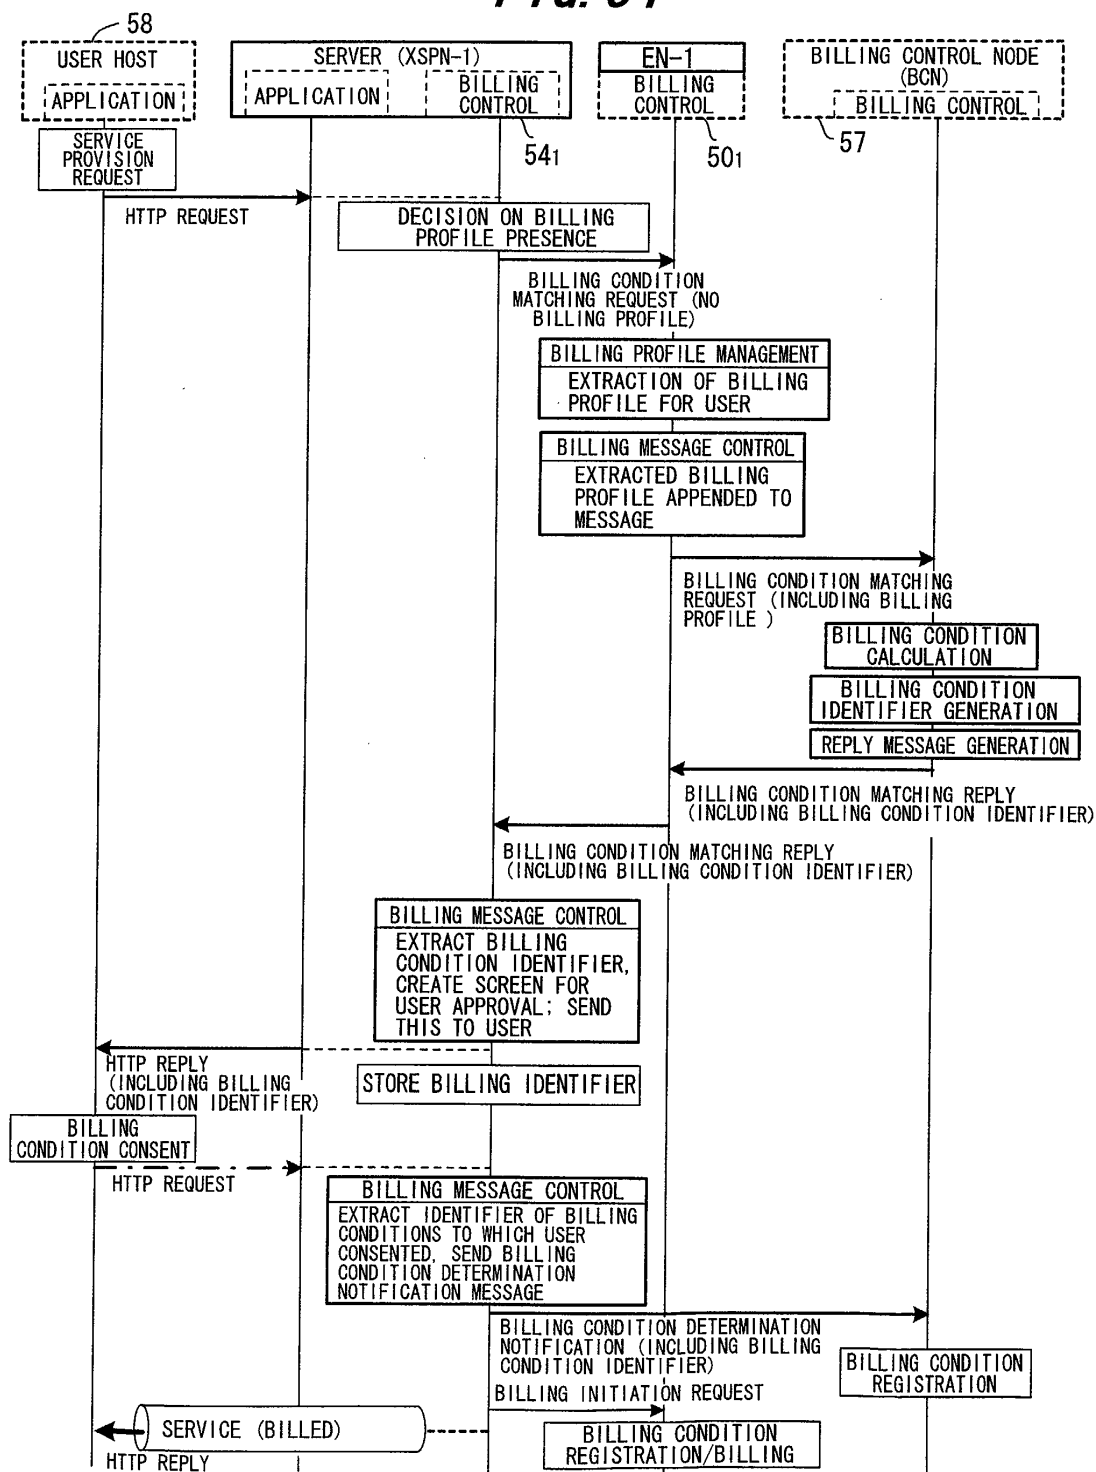 58
USER HOST
APPLICATION
SERVER (XSPN-1)
APPLICATION
BILLING
CONTROL
54₁
EN-1
BILLING
CONTROL
50₁
BILLING CONTROL NODE
(BCN)
BILLING CONTROL
57
SERVICE
PROVISION
REQUEST
HTTP REQUEST
DECISION ON BILLING
PROFILE PRESENCE
BILLING CONDITION
MATCHING REQUEST (NO
BILLING PROFILE)
BILLING PROFILE MANAGEMENT
EXTRACTION OF BILLING
PROFILE FOR USER
BILLING MESSAGE CONTROL
EXTRACTED BILLING
PROFILE APPENDED TO
MESSAGE
BILLING CONDITION MATCHING
REQUEST (INCLUDING BILLING
PROFILE )
BILLING CONDITION
CALCULATION
BILLING CONDITION
IDENTIFIER GENERATION
REPLY MESSAGE GENERATION
BILLING CONDITION MATCHING REPLY
(INCLUDING BILLING CONDITION IDENTIFIER)
BILLING CONDITION MATCHING REPLY
(INCLUDING BILLING CONDITION IDENTIFIER)
BILLING MESSAGE CONTROL
EXTRACT BILLING
CONDITION IDENTIFIER,
CREATE SCREEN FOR
USER APPROVAL; SEND
THIS TO USER
HTTP REPLY
(INCLUDING BILLING
CONDITION IDENTIFIER)
STORE BILLING IDENTIFIER
BILLING
CONDITION CONSENT
HTTP REQUEST
BILLING MESSAGE CONTROL
EXTRACT IDENTIFIER OF BILLING
CONDITIONS TO WHICH USER
CONSENTED, SEND BILLING
CONDITION DETERMINATION
NOTIFICATION MESSAGE
BILLING CONDITION DETERMINATION
NOTIFICATION (INCLUDING BILLING
CONDITION IDENTIFIER)
BILLING CONDITION
REGISTRATION
BILLING INITIATION REQUEST
SERVICE (BILLED)
HTTP REPLY
BILLING CONDITION
REGISTRATION/BILLING